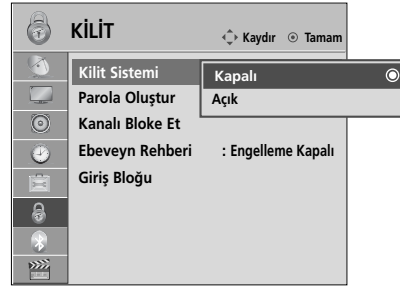 KİLİT
Kaydır Tamam
Kilit Sistemi
Kapalı
Parola Oluştur
Açık
Kanalı Bloke Et
Ebeveyn Rehberi : Engelleme Kapalı
Giriş Bloğu